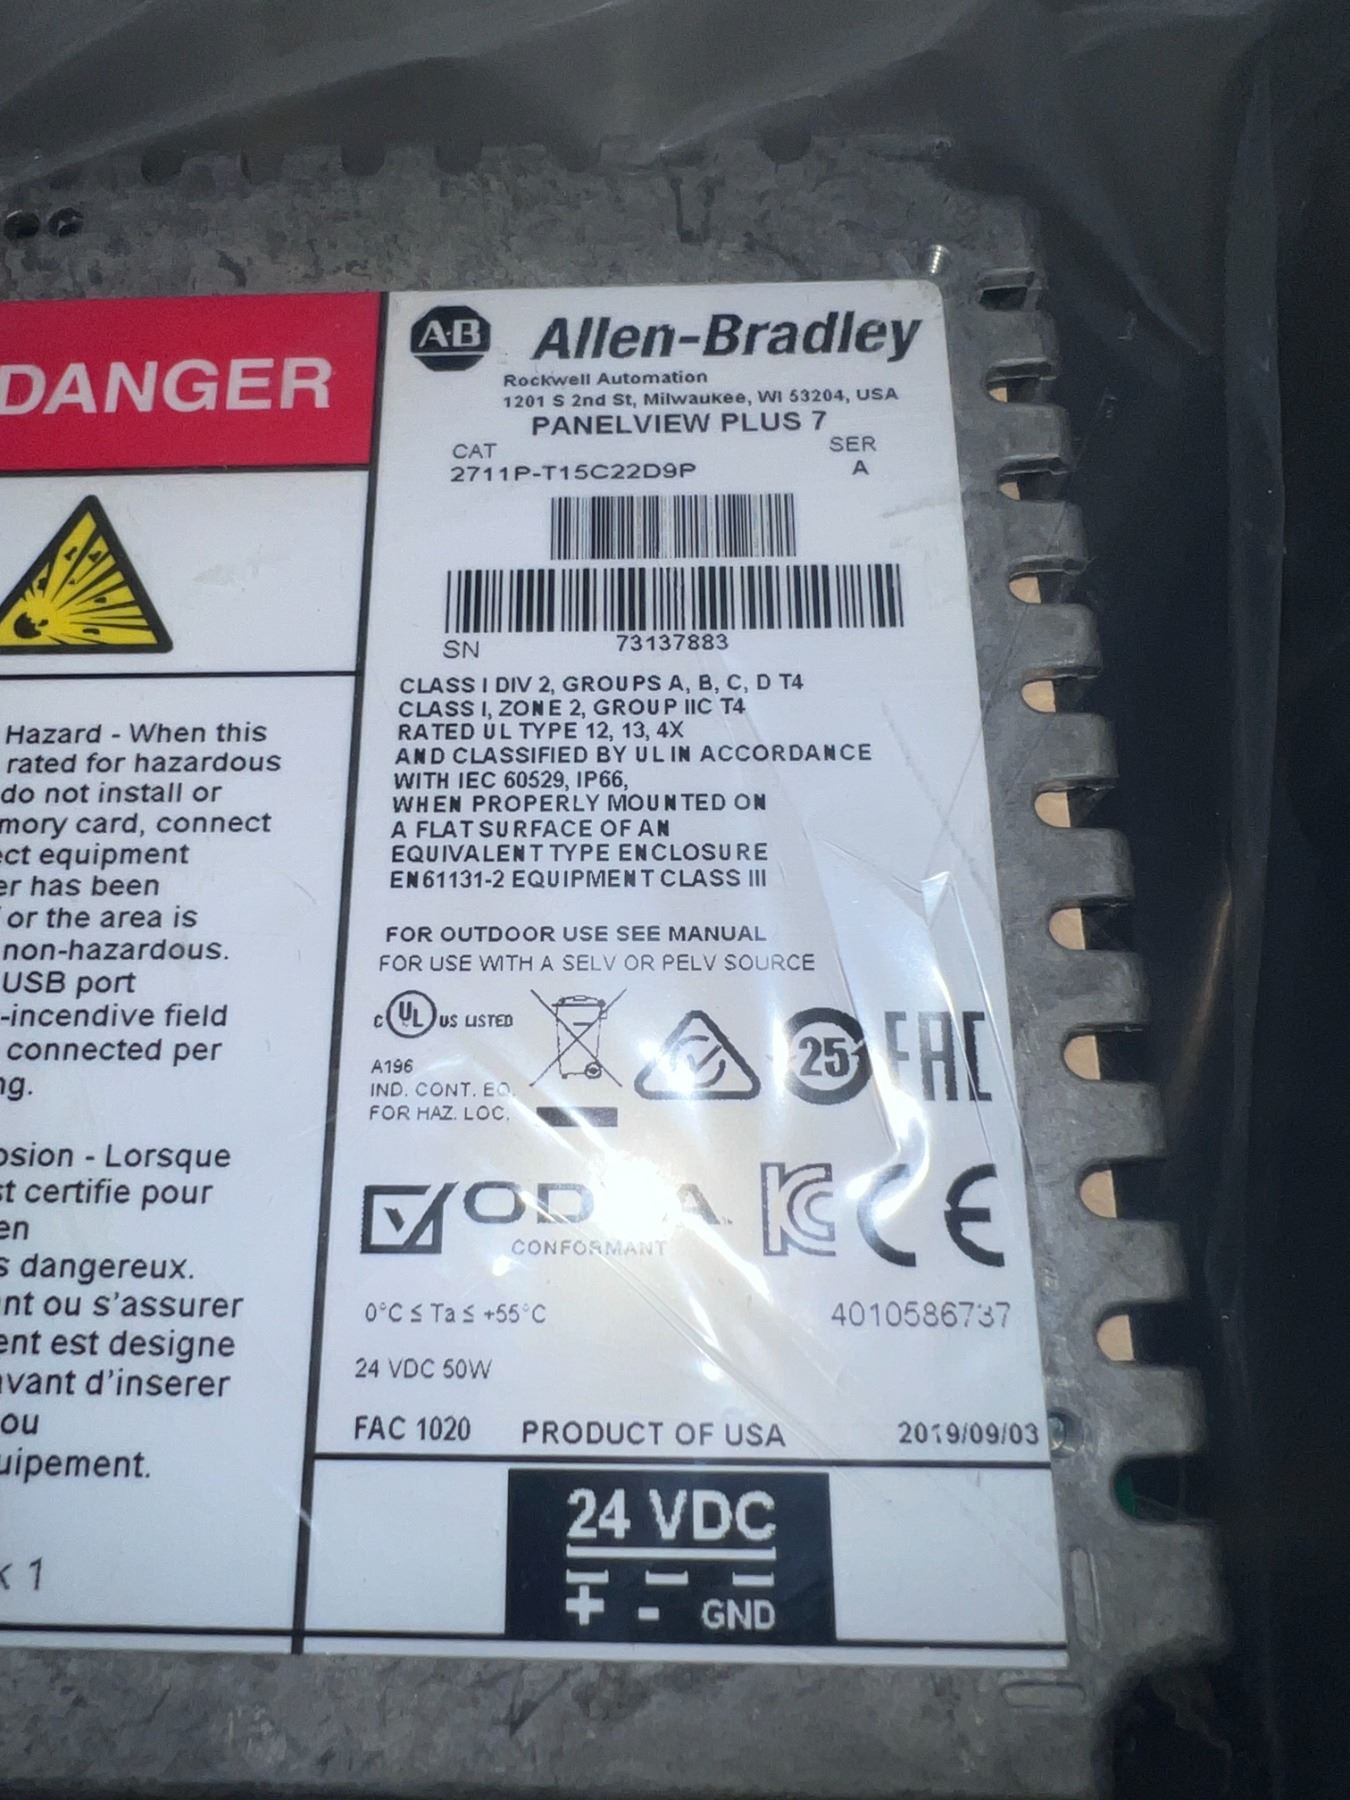 DANGER
Hazard - When this
rated for hazardous
do not install or
mory card, connect
ct equipment
er has been
or the area is
non-hazardous.
USB port
-incendive field
connected per
ng.
osion - Lorsque
st certifie pour
en
s dangereux.
nt ou s'assurer
ent est designe
avant d'inserer
ou
uipement.
k 1
A·B Allen-Bradley
Rockwell Automation
1201 S 2nd St, Milwaukee, WI 53204, USA
PANELVIEW PLUS 7
CAT SER
2711P-T15C22D9P A
SN 73137883
CLASS I DIV 2, GROUPS A, B, C, D T4
CLASS I, ZONE 2, GROUP IIC T4
RATED UL TYPE 12, 13, 4X
AND CLASSIFIED BY UL IN ACCORDANCE
WITH IEC 60529, IP66,
WHEN PROPERLY MOUNTED ON
A FLAT SURFACE OF AN
EQUIVALENT TYPE ENCLOSURE
EN61131-2 EQUIPMENT CLASS III
FOR OUTDOOR USE SEE MANUAL
FOR USE WITH A SELV OR PELV SOURCE
C UL US LISTED
25 EAC
A196
IND. CONT. EQ.
FOR HAZ. LOC.
KC CE
CONFORMANT
0°C ≤ Ta ≤ +55°C 4010586737
24 VDC 50W
FAC 1020 PRODUCT OF USA 2019/09/03
24 VDC
+ - GND